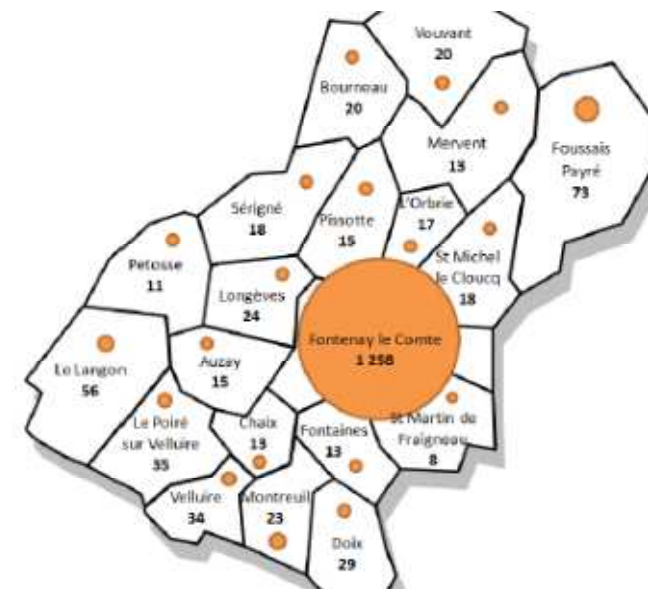 Vouvant
20
Bourneau
20
Mervent
13
Foussais
Payré
73
Sérigné
18
Pissotte
15
L'Orbrie
17
St Michel
le Cloucq
18
Petosse
11
Longèves
24
Fontenay le Comte
1 258
Le Langon
56
Auzay
15
Le Poiré
sur Velluire
35
Chaix
13
Fontaines
13
St Martin de
Fraigneau
8
Velluire
34
Montreuil
23
Doix
29